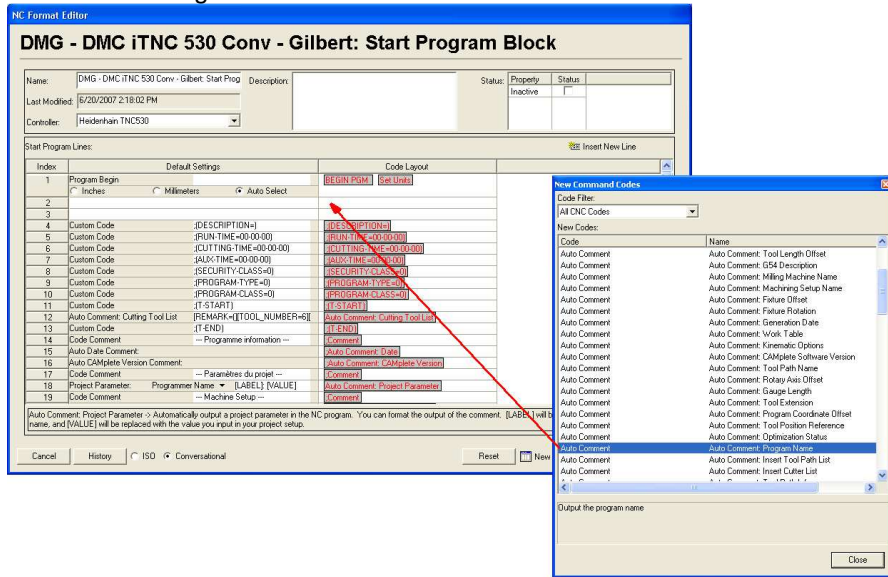 NC Format Editor
DMG - DMC iTNC 530 Conv - Gilbert: Start Program Block
Name: DMG - DMC iTNC 530 Conv - Gilbert: Start Prog Description: Status: Property Status
Inactive
Last Modified: 6/20/2007 2:18:02 PM
Controller: Heidenhain TNC530
Start Program Lines: Insert New Line
Index Default Settings Code Layout
1 Program Begin BEGIN PGM Set Units
Inches Millimeters Auto Select
2
3
4 Custom Code ;(DESCRIPTION=) ;(DESCRIPTION=)
5 Custom Code ;(RUN-TIME=00-00-00) ;(RUN-TIME=00-00-00)
6 Custom Code ;(CUTTING-TIME=00-00-00) ;(CUTTING-TIME=00-00-00)
7 Custom Code ;(AUX-TIME=00-00-00) ;(AUX-TIME=00-00-00)
8 Custom Code ;(SECURITY-CLASS=0) ;(SECURITY-CLASS=0)
9 Custom Code ;(PROGRAM-TYPE=0) ;(PROGRAM-TYPE=0)
10 Custom Code ;(PROGRAM-CLASS=0) ;(PROGRAM-CLASS=0)
11 Custom Code ;(T-START) ;(T-START)
12 Auto Comment: Cutting Tool List [REMARK=([TOOL_NUMBER=6][ Auto Comment: Cutting Tool List
13 Custom Code ;(T-END) ;(T-END)
14 Code Comment --- Programme information --- ;Comment
15 Auto Date Comment: ;Auto Comment: Date
16 Auto CAMplete Version Comment: ;Auto Comment: CAMplete Version
17 Code Comment --- Paramètres du projet --- ;Comment
18 Project Parameter: Programmer Name [LABEL]: [VALUE] Auto Comment: Project Parameter
19 Code Comment --- Machine Setup --- ;Comment
Auto Comment: Project Parameter -> Automatically output a project parameter in the NC program. You can format the output of the comment. [LABEL] will b
name, and [VALUE] will be replaced with the value you input in your project setup.
Cancel History ISO Conversational Reset New
New Command Codes
Code Filter:
All CNC Codes
New Codes:
Code Name
Auto Comment Auto Comment: Tool Length Offset
Auto Comment Auto Comment: G54 Description
Auto Comment Auto Comment: Milling Machine Name
Auto Comment Auto Comment: Machining Setup Name
Auto Comment Auto Comment: Fixture Offset
Auto Comment Auto Comment: Fixture Rotation
Auto Comment Auto Comment: Generation Date
Auto Comment Auto Comment: Work Table
Auto Comment Auto Comment: Kinematic Options
Auto Comment Auto Comment: CAMplete Software Version
Auto Comment Auto Comment: Tool Path Name
Auto Comment Auto Comment: Rotary Axis Offset
Auto Comment Auto Comment: Gauge Length
Auto Comment Auto Comment: Tool Extension
Auto Comment Auto Comment: Program Coordinate Offset
Auto Comment Auto Comment: Tool Position Reference
Auto Comment Auto Comment: Optimization Status
Auto Comment Auto Comment: Program Name
Auto Comment Auto Comment: Insert Tool Path List
Auto Comment Auto Comment: Insert Cutter List
Output the program name
Close